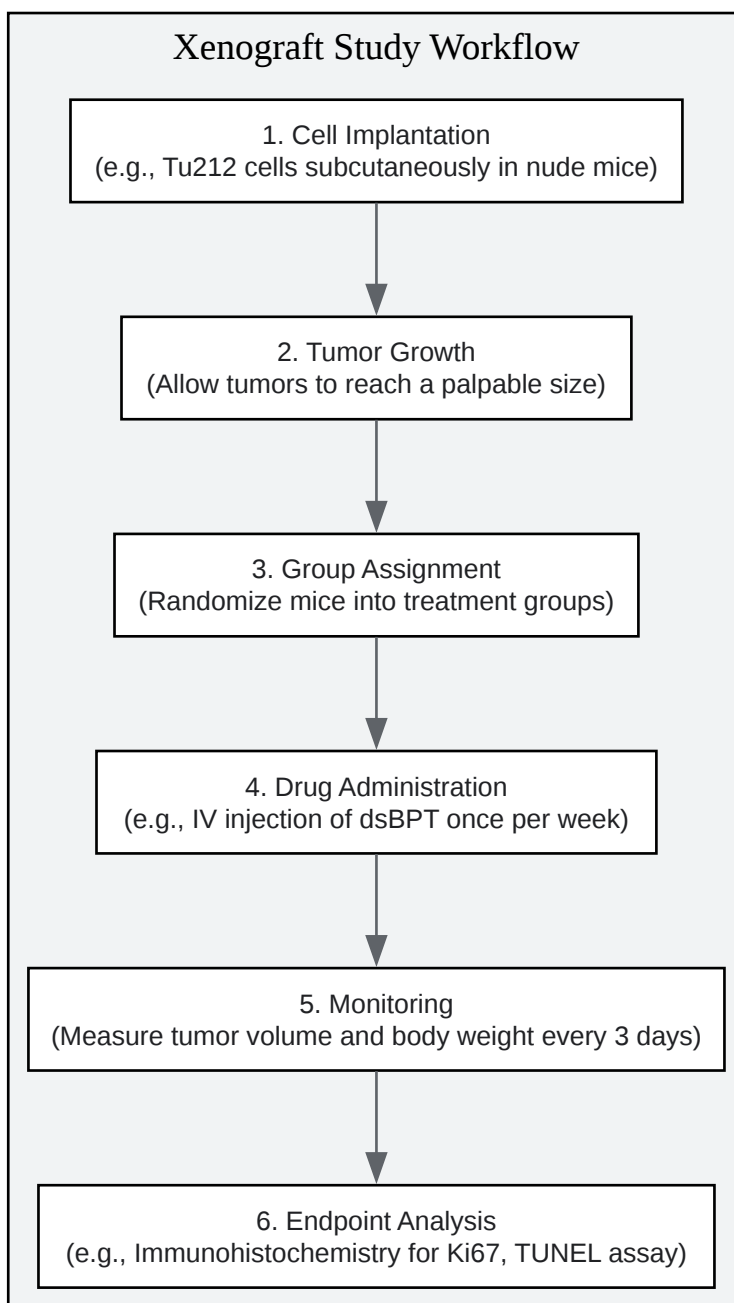 Xenograft Study Workflow
1. Cell Implantation
(e.g., Tu212 cells subcutaneously in nude mice)
2. Tumor Growth
(Allow tumors to reach a palpable size)
3. Group Assignment
(Randomize mice into treatment groups)
4. Drug Administration
(e.g., IV injection of dsBPT once per week)
5. Monitoring
(Measure tumor volume and body weight every 3 days)
6. Endpoint Analysis
(e.g., Immunohistochemistry for Ki67, TUNEL assay)